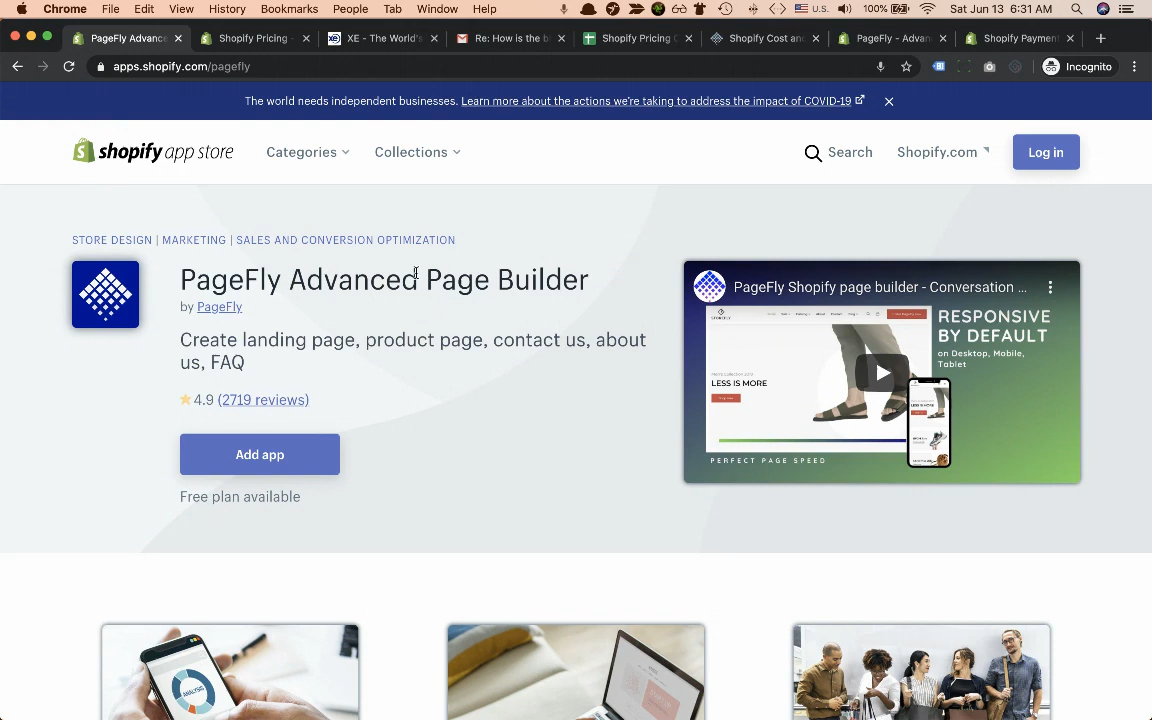 Chrome File Edit View History Bookmarks People Tab Window Help U.S. 100% Sat Jun 13 6:31 AM
PageFly Advanc Shopify Pricing - XE - The World's Re: How is the b Shopify Pricing C Shopify Cost an PageFly - Advan Shopify Paymen
apps.shopify.com/pagefly Incognito
The world needs independent businesses. Learn more about the actions we're taking to address the impact of COVID-19
shopify app store Categories Collections Search Shopify.com Log in
STORE DESIGN | MARKETING | SALES AND CONVERSION OPTIMIZATION
PageFly Advanced Page Builder
by PageFly
Create landing page, product page, contact us, about
us, FAQ
4.9 (2719 reviews)
Add app
Free plan available
PageFly Shopify page builder - Conversation ...
RESPONSIVE
BY DEFAULT
on Desktop, Mobile,
Tablet
LESS IS MORE
PERFECT PAGE SPEED
ANALYSIS